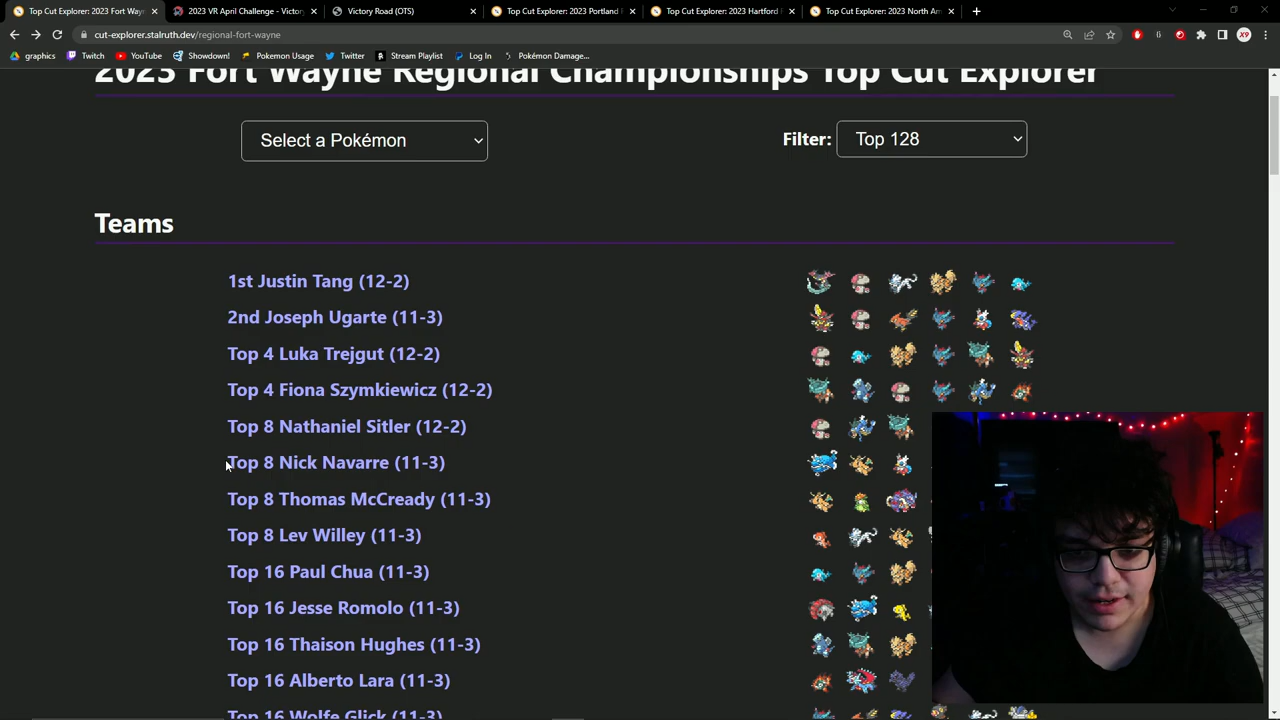 Top Cut Explorer: 2023 Fort Way
2023 VR April Challenge - Victory
Victory Road (OTS)
Top Cut Explorer: 2023 Portland
Top Cut Explorer: 2023 Hartford
Top Cut Explorer: 2023 North Am
cut-explorer.stalruth.dev/regional-fort-wayne
graphics
Twitch
YouTube
Showdown!
Pokemon Usage
Twitter
Stream Playlist
Log In
Pokémon Damage...
2023 Fort Wayne Regional Championships Top Cut Explorer
Select a Pokémon
Filter:
Top 128
Teams
1st Justin Tang (12-2)
2nd Joseph Ugarte (11-3)
Top 4 Luka Trejgut (12-2)
Top 4 Fiona Szymkiewicz (12-2)
Top 8 Nathaniel Sitler (12-2)
Top 8 Nick Navarre (11-3)
Top 8 Thomas McCready (11-3)
Top 8 Lev Willey (11-3)
Top 16 Paul Chua (11-3)
Top 16 Jesse Romolo (11-3)
Top 16 Thaison Hughes (11-3)
Top 16 Alberto Lara (11-3)
Top 16 Wolfe Glick (11-3)